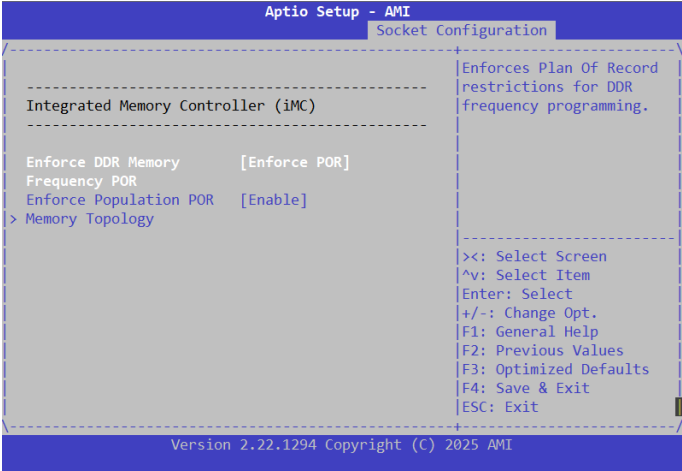 Aptio Setup - AMI
Socket Configuration
Integrated Memory Controller (iMC)
Enforce DDR Memory [Enforce POR]
Frequency POR
Enforce Population POR [Enable]
> Memory Topology
Enforces Plan Of Record
restrictions for DDR
frequency programming.
><: Select Screen
^v: Select Item
Enter: Select
+/-: Change Opt.
F1: General Help
F2: Previous Values
F3: Optimized Defaults
F4: Save & Exit
ESC: Exit
Version 2.22.1294 Copyright (C) 2025 AMI